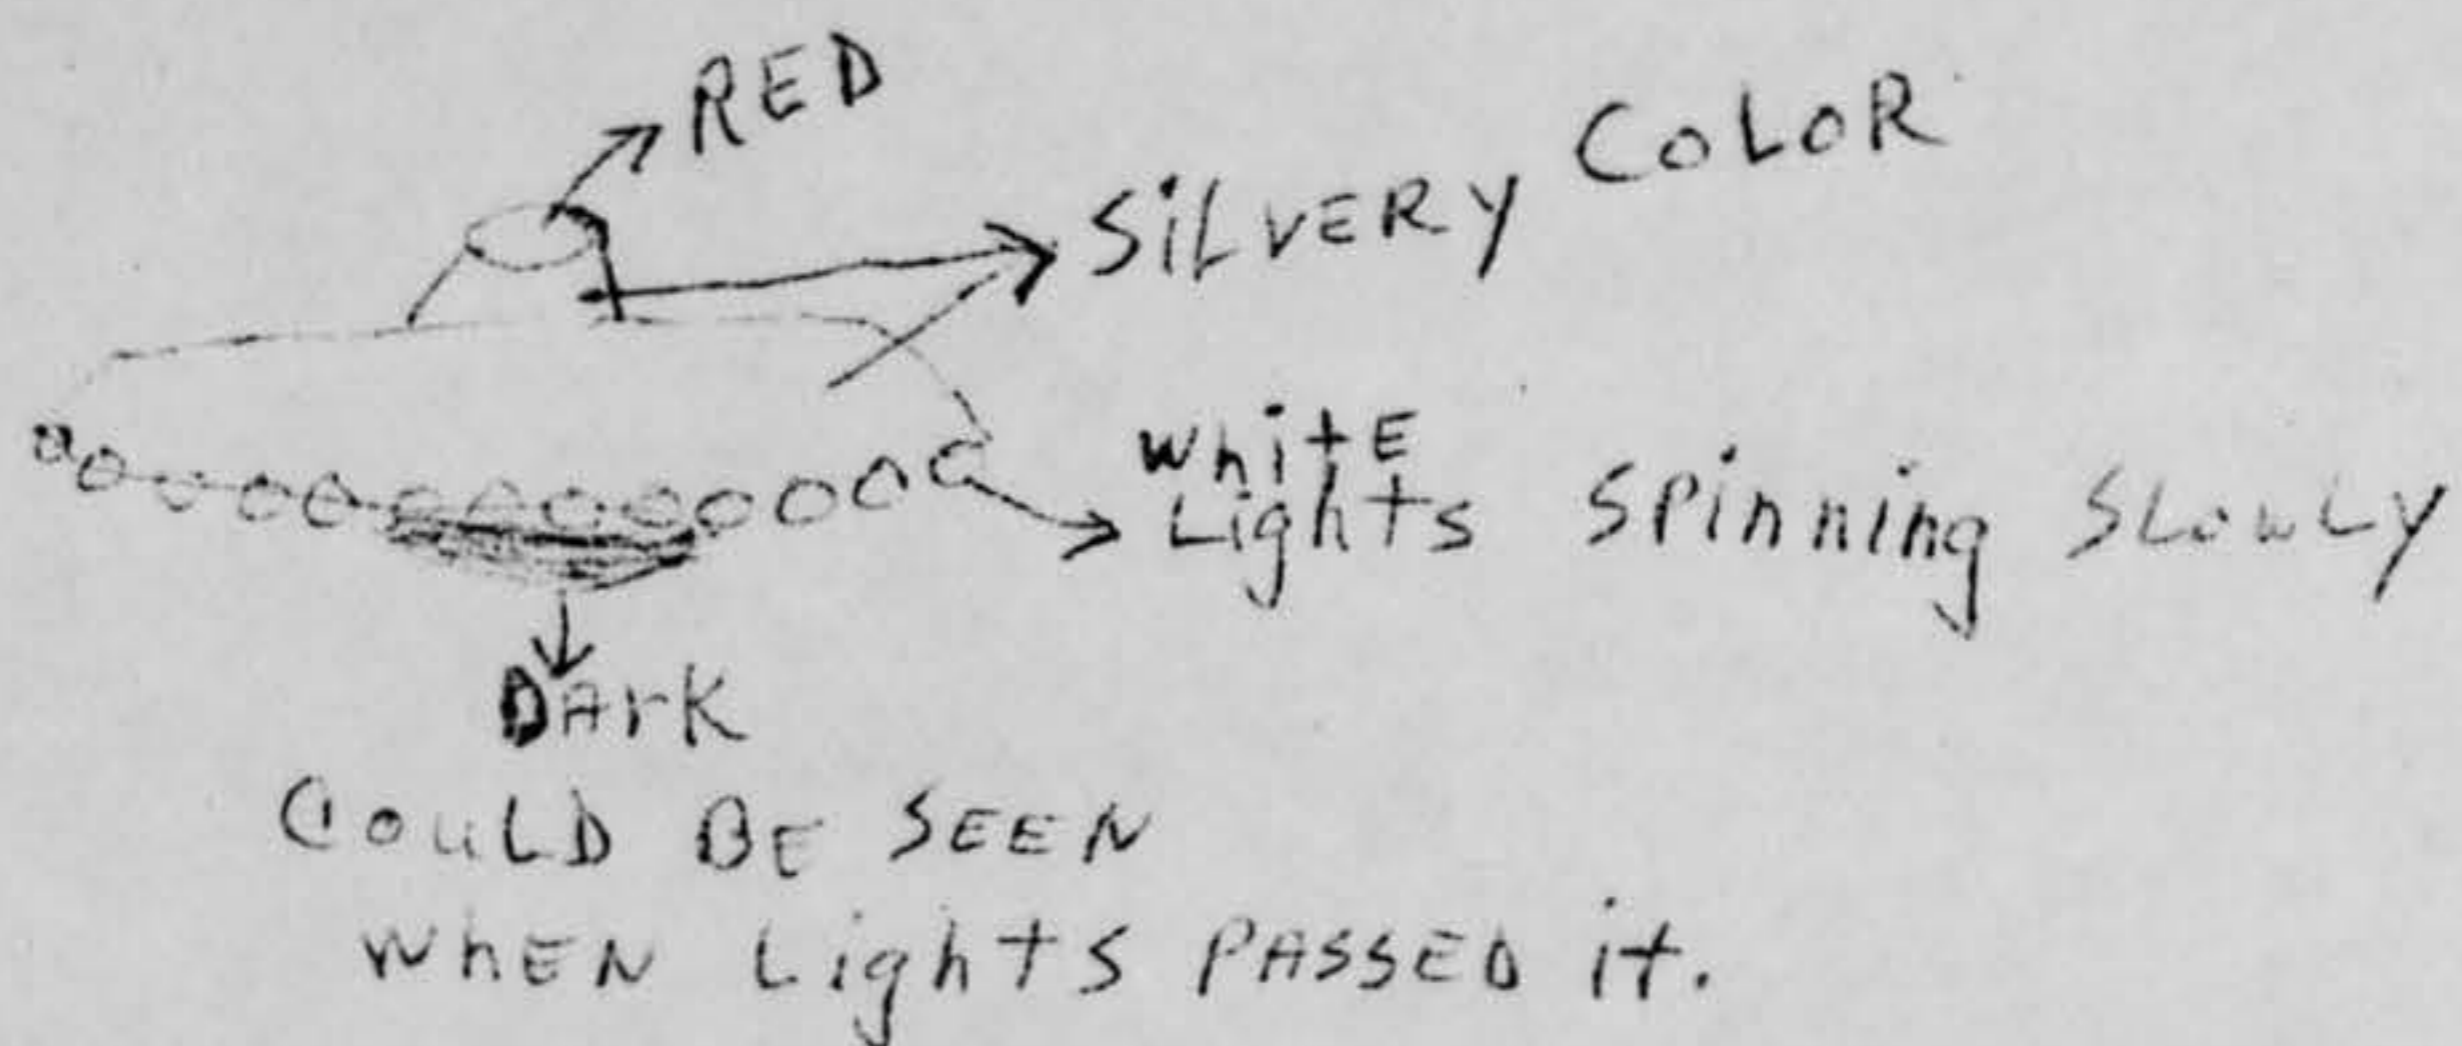 RED
SiLVERY COLOR
WhitE
Lights SPinning SLowLy
DArK
COULD BE SEEN
WhEN Lights PASSED it.